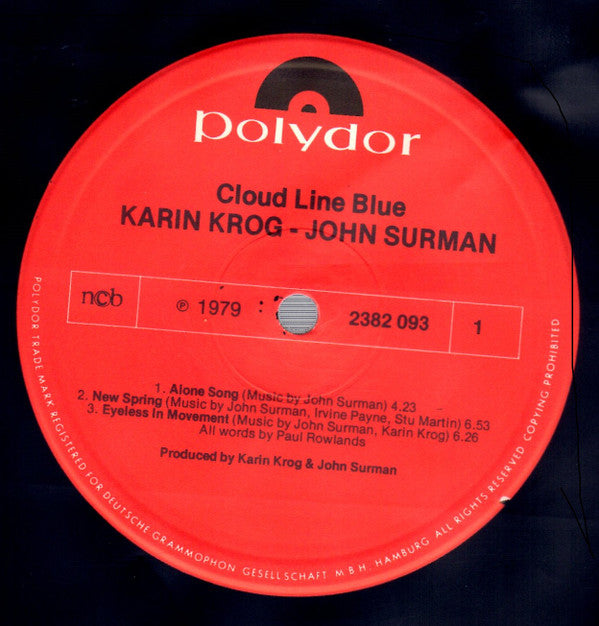 polydor
Cloud Line Blue
KARIN KROG - JOHN SURMAN
ncb ℗ 1979 2382 093 1
1. Alone Song (Music by John Surman) 4.23
2. New Spring (Music by John Surman, Irvine Payne, Stu Martin) 6.53
3. Eyeless In Movement (Music by John Surman, Karin Krog) 6.26
All words by Paul Rowlands
Produced by Karin Krog & John Surman
POLYDOR TRADE MARK REGISTERED FOR DEUTSCHE GRAMMOPHON GESELLSCHAFT M B H. HAMBURG ALL RIGHTS RESERVED COPYING PROHIBITED